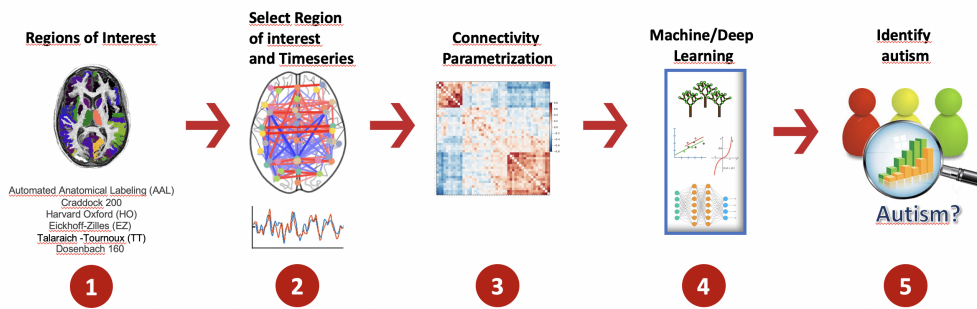 Regions of Interest
Automated Anatomical Labeling (AAL)
Craddock 200
Harvard Oxford (HO)
Eickhoff-Zilles (EZ)
Talaraich -Tournoux (TT)
Dosenbach 160
1
Select Region
of interest
and Timeseries
2
Connectivity
Parametrization
3
Machine/Deep
Learning
4
Identify
autism
Autism?
5